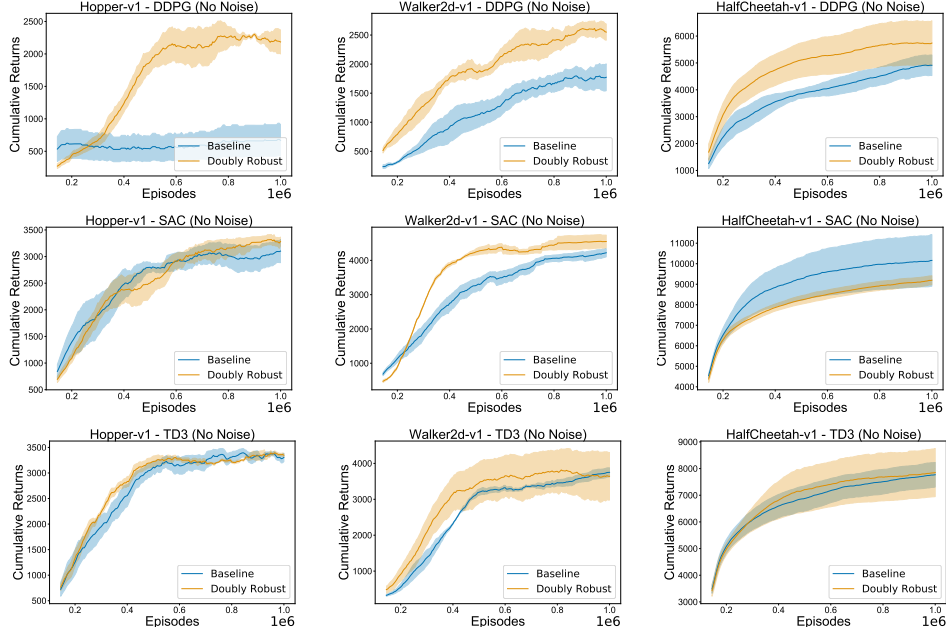 Hopper-v1 - DDPG (No Noise)
Cumulative Returns
2500
2000
1500
1000
500
Baseline
Doubly Robust
0.2 0.4 0.6 0.8 1.0
Episodes 1e6
Walker2d-v1 - DDPG (No Noise)
Cumulative Returns
2500
2000
1500
1000
500
Baseline
Doubly Robust
0.2 0.4 0.6 0.8 1.0
Episodes 1e6
HalfCheetah-v1 - DDPG (No Noise)
Cumulative Returns
6000
5000
4000
3000
2000
1000
Baseline
Doubly Robust
0.2 0.4 0.6 0.8 1.0
Episodes 1e6
Hopper-v1 - SAC (No Noise)
Cumulative Returns
3500
3000
2500
2000
1500
1000
500
Baseline
Doubly Robust
0.2 0.4 0.6 0.8 1.0
Episodes 1e6
Walker2d-v1 - SAC (No Noise)
Cumulative Returns
4000
3000
2000
1000
Baseline
Doubly Robust
0.2 0.4 0.6 0.8 1.0
Episodes 1e6
HalfCheetah-v1 - SAC (No Noise)
Cumulative Returns
11000
10000
9000
8000
7000
6000
5000
4000
Baseline
Doubly Robust
0.2 0.4 0.6 0.8 1.0
Episodes 1e6
Hopper-v1 - TD3 (No Noise)
Cumulative Returns
3500
3000
2500
2000
1500
1000
500
Baseline
Doubly Robust
0.2 0.4 0.6 0.8 1.0
Episodes 1e6
Walker2d-v1 - TD3 (No Noise)
Cumulative Returns
4000
3000
2000
1000
Baseline
Doubly Robust
0.2 0.4 0.6 0.8 1.0
Episodes 1e6
HalfCheetah-v1 - TD3 (No Noise)
Cumulative Returns
9000
8000
7000
6000
5000
4000
3000
Baseline
Doubly Robust
0.2 0.4 0.6 0.8 1.0
Episodes 1e6